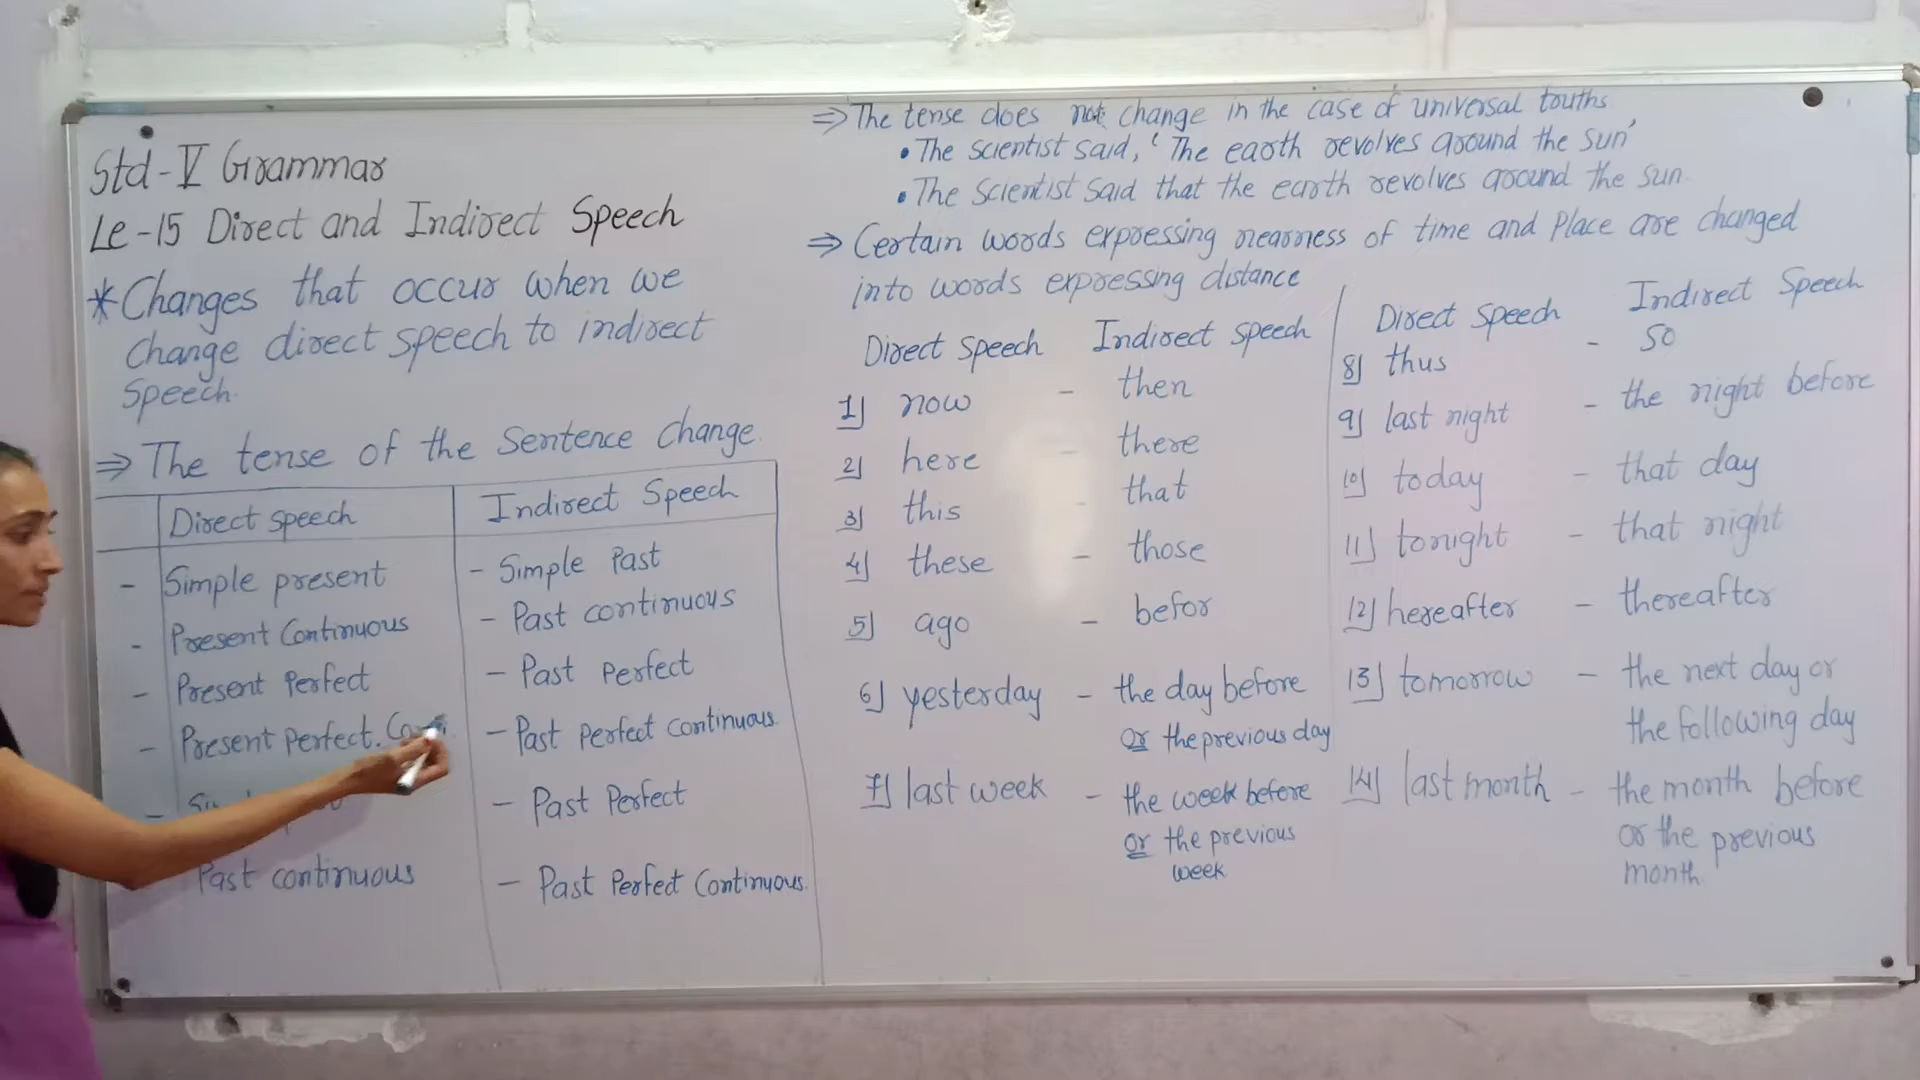 Std-V Grammar
Le-15 Direct and Indirect Speech
* Changes that occur when we
change direct speech to indirect
speech.
⇒ The tense of the Sentence change.
Direct speech Indirect Speech
- Simple present - Simple Past
- Present Continuous - Past continuous
- Present Perfect - Past perfect
- Present perfect. - Past perfect continuous.
- - Past Perfect
Past continuous - Past Perfect Continuous.
⇒ The tense does not change in the case of universal truths
• The scientist said, ‘ The earth revolves around the sun’
• The Scientist said that the earth revolves around the sun.
⇒ Certain words expressing nearness of time and place are changed
into words expressing distance
Direct speech Indirect speech
1) now - then
2) here - there
3) this - that
4) these - those
5) ago - befor
6) yesterday - the day before
or the previous day
7) last week - the week before
or the previous
week
Direct speech Indirect Speech
8) thus - so
9) last night - the night before
10) today - that day
11) tonight - that night
12) hereafter - thereafter
13) tomorrow - the next day or
the following day
14) last month - the month before
or the previous
month